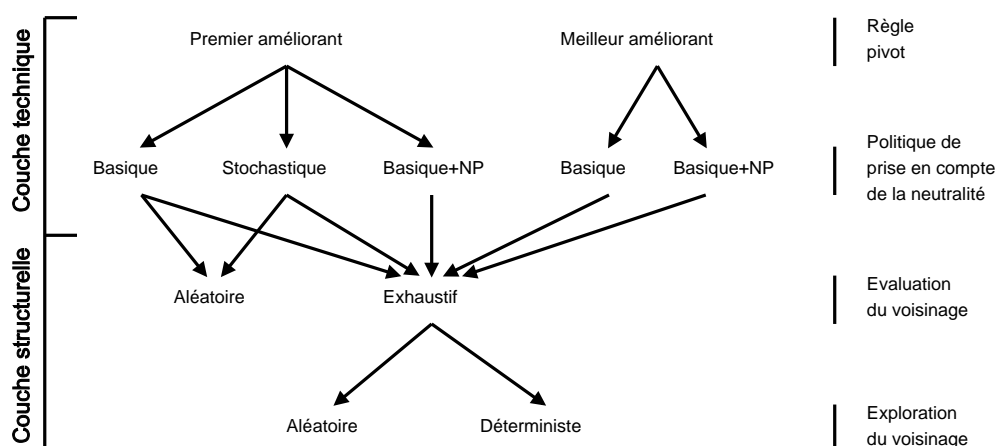 Couche technique
Couche structurelle
Premier améliorant
Meilleur améliorant
Règle
pivot
Basique
Stochastique
Basique+NP
Basique
Basique+NP
Politique de
prise en compte
de la neutralité
Aléatoire
Exhaustif
Evaluation
du voisinage
Aléatoire
Déterministe
Exploration
du voisinage